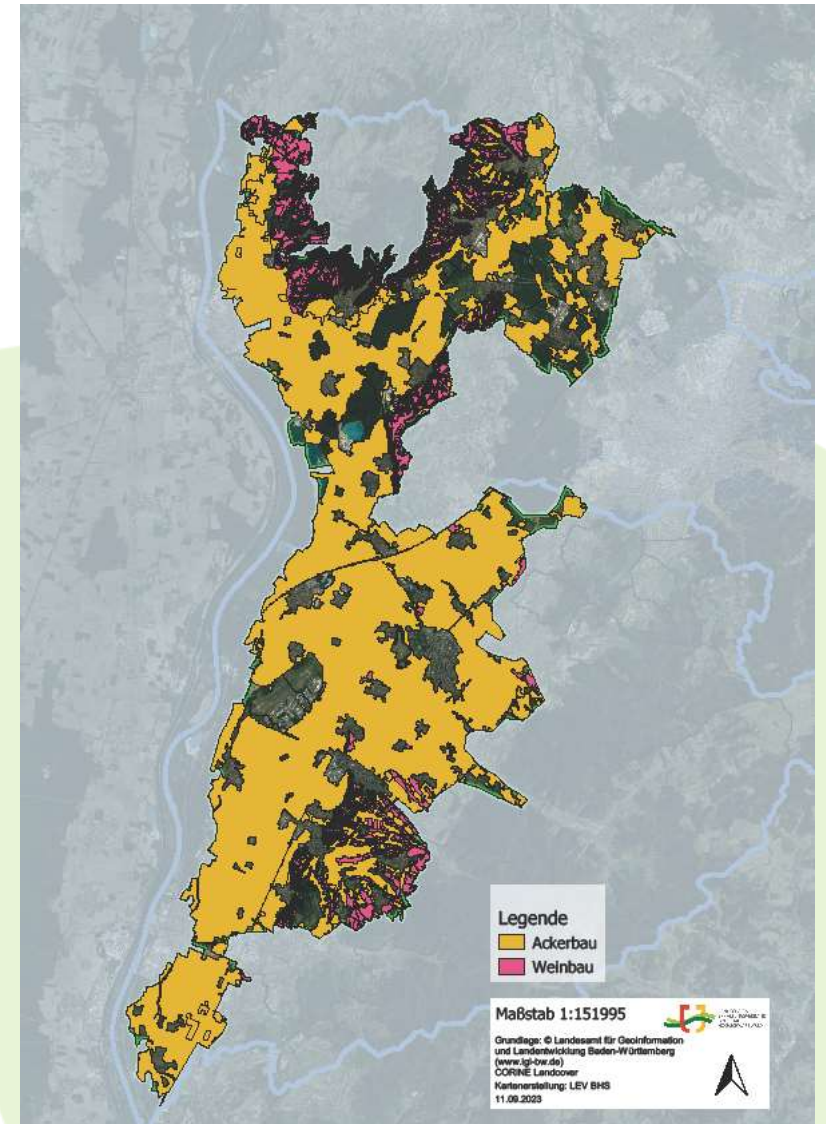 Legende
Ackerbau
Weinbau
Maßstab 1:151995
Grundlage: © Landesamt für Geoinformation
und Landentwicklung Baden-Württemberg
(www.lgl-bw.de)
CORINE Landcover
Kartenerstellung: LEV BHS
11.09.2023